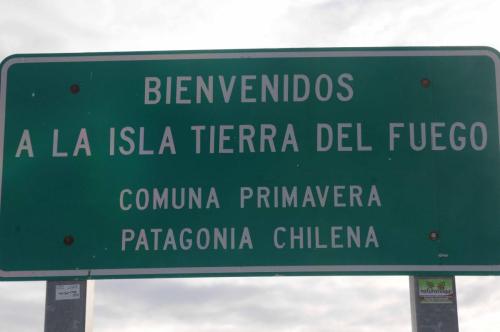 BIENVENIDOS
A LA ISLA TIERRA DEL FUEGO
COMUNA PRIMAVERA
PATAGONIA CHILENA